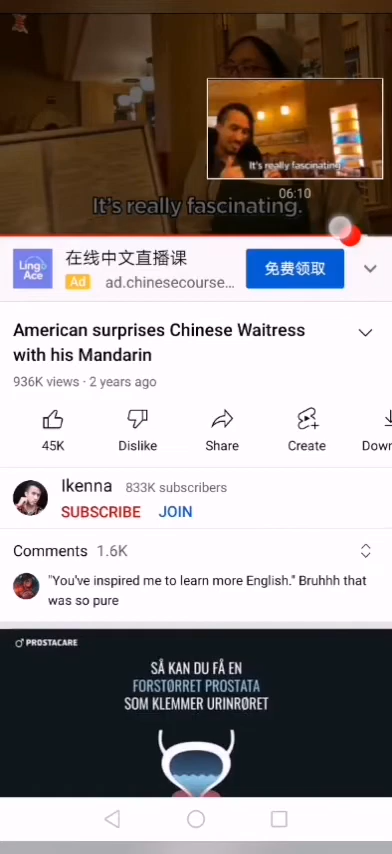 It's really fascinating.
06:10
It's really fascinating.
Ling
Ace
在线中文直播课
Ad ad.chinesecourse...
免费领取
American surprises Chinese Waitress
with his Mandarin
936K views · 2 years ago
45K
Dislike
Share
Create
Down
Ikenna 833K subscribers
SUBSCRIBE JOIN
Comments 1.6K
"You've inspired me to learn more English." Bruhhh that
was so pure
PROSTACARE
SÅ KAN DU FÅ EN
FORSTØRRET PROSTATA
SOM KLEMMER URINRØRET